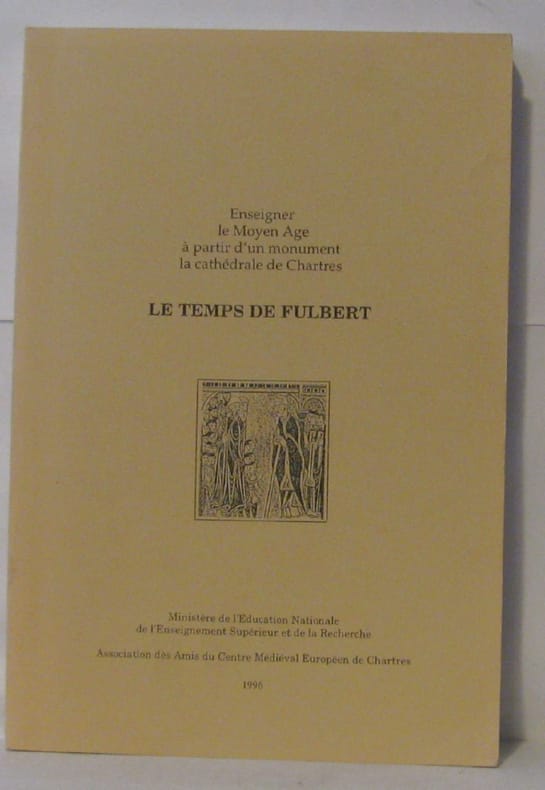 Enseigner
le Moyen Age
à partir d'un monument
la cathédrale de Chartres
LE TEMPS DE FULBERT
Ministère de l'Education Nationale
de l'Enseignement Supérieur et de la Recherche
Association des Amis du Centre Médiéval Européen de Chartres
1996